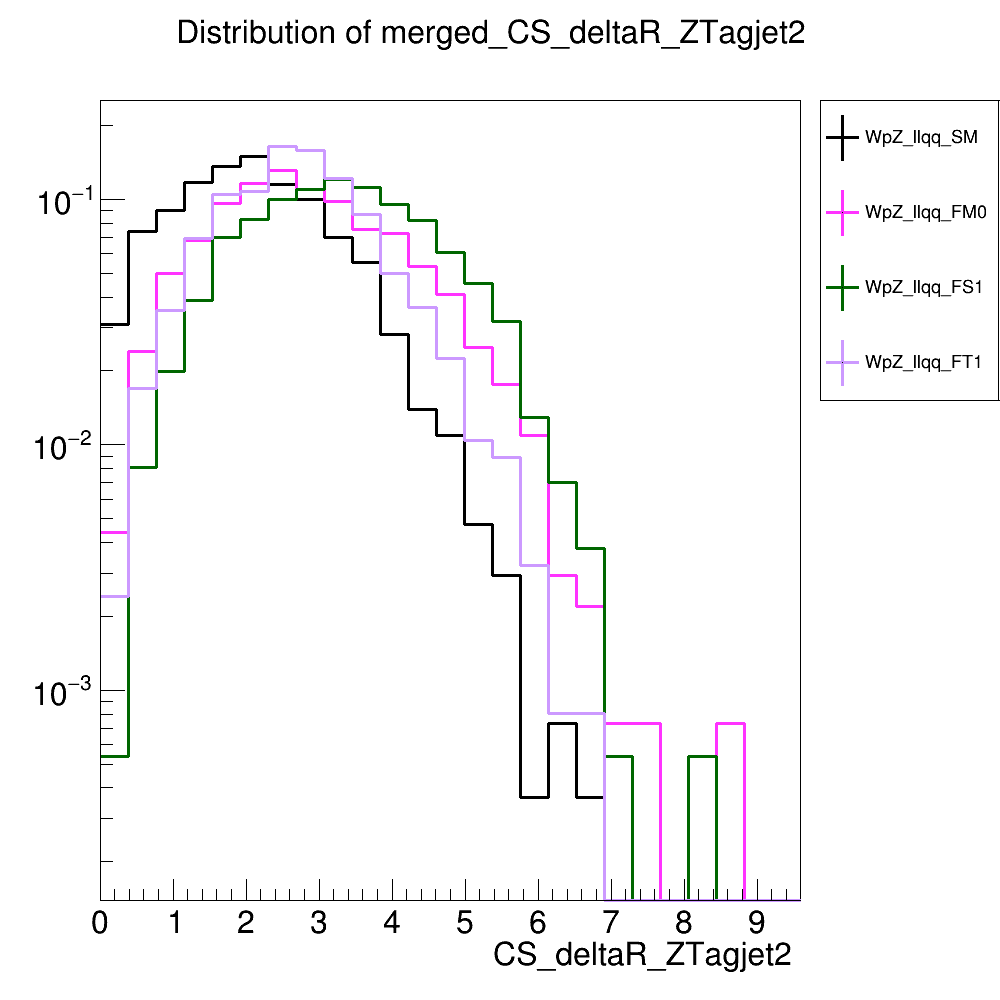 Distribution of merged_CS_deltaR_ZTagjet2
WpZ_llqq_SM
WpZ_llqq_FM0
WpZ_llqq_FS1
WpZ_llqq_FT1
10⁻¹
10⁻²
10⁻³
0 1 2 3 4 5 6 7 8 9
CS_deltaR_ZTagjet2